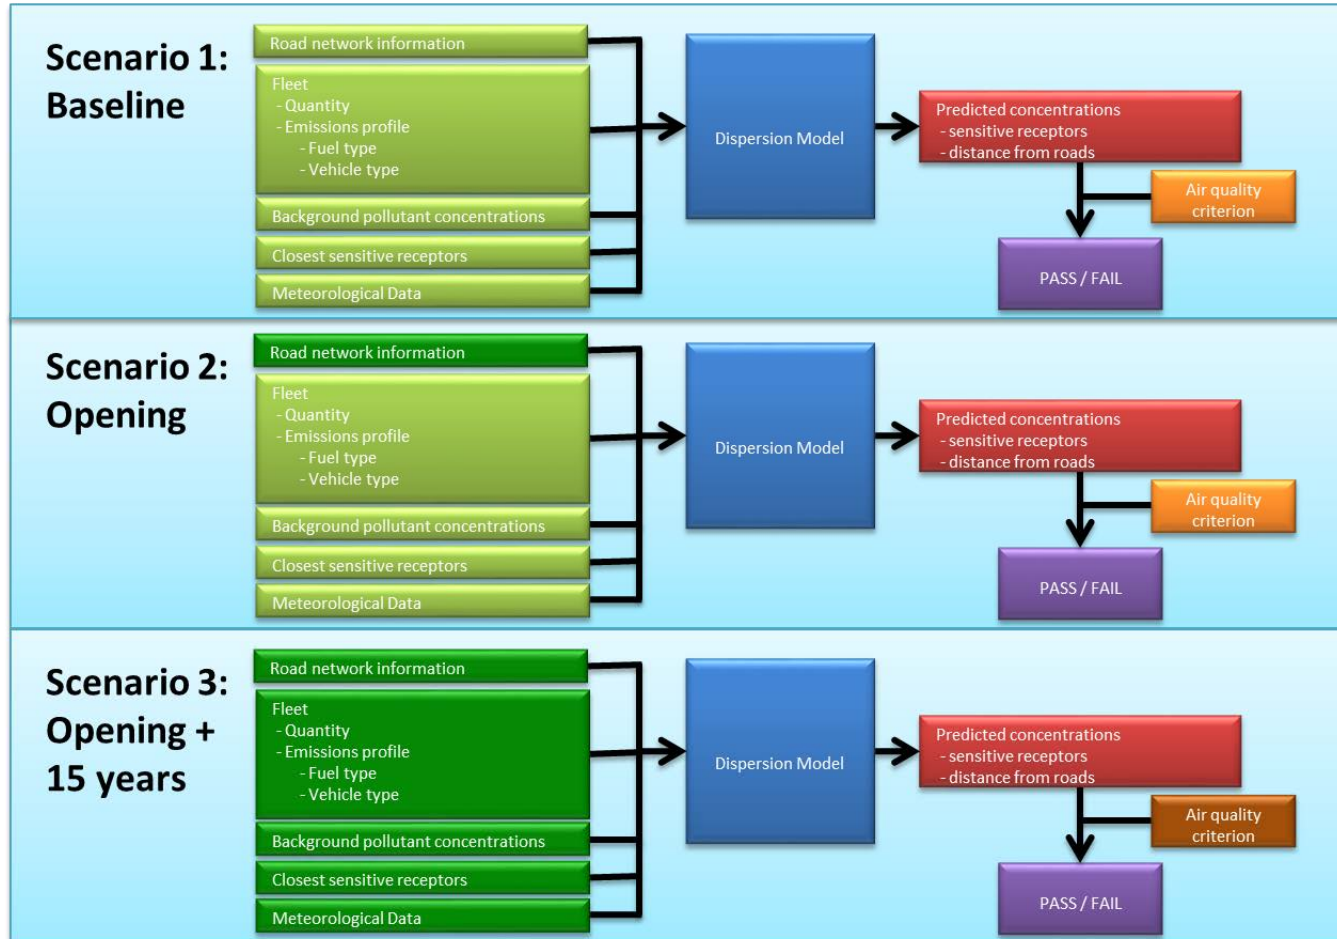 Scenario 1:
Baseline
Road network information
Fleet
- Quantity
- Emissions profile
- Fuel type
- Vehicle type
Background pollutant concentrations
Closest sensitive receptors
Meteorological Data
Dispersion Model
Predicted concentrations
- sensitive receptors
- distance from roads
Air quality
criterion
PASS / FAIL
Scenario 2:
Opening
Road network information
Fleet
- Quantity
- Emissions profile
- Fuel type
- Vehicle type
Background pollutant concentrations
Closest sensitive receptors
Meteorological Data
Dispersion Model
Predicted concentrations
- sensitive receptors
- distance from roads
Air quality
criterion
PASS / FAIL
Scenario 3:
Opening +
15 years
Road network information
Fleet
- Quantity
- Emissions profile
- Fuel type
- Vehicle type
Background pollutant concentrations
Closest sensitive receptors
Meteorological Data
Dispersion Model
Predicted concentrations
- sensitive receptors
- distance from roads
Air quality
criterion
PASS / FAIL